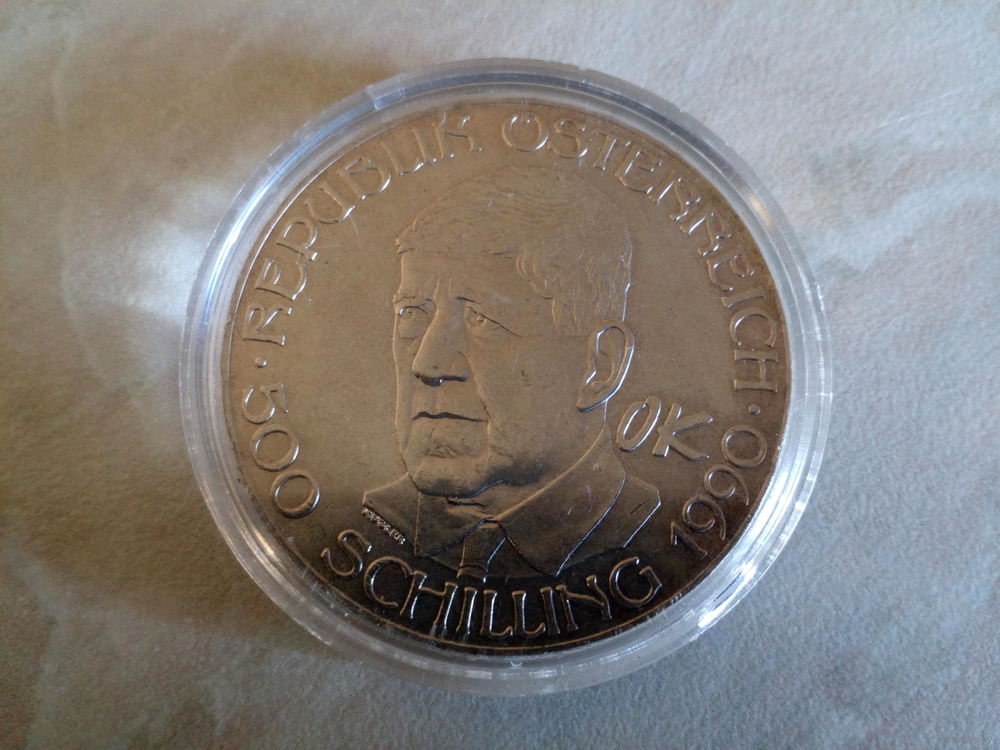 · REPUBLIK ÖSTERREICH ·
500 SCHILLING 1990
OK